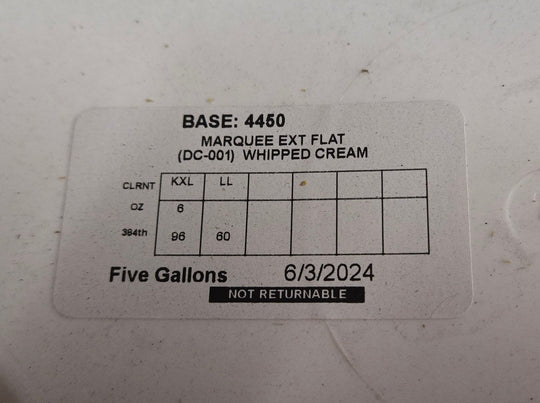 BASE: 4450
MARQUEE EXT FLAT
(DC-001) WHIPPED CREAM
CLRNT KXL LL
OZ 6
384th 96 60
Five Gallons 6/3/2024
NOT RETURNABLE